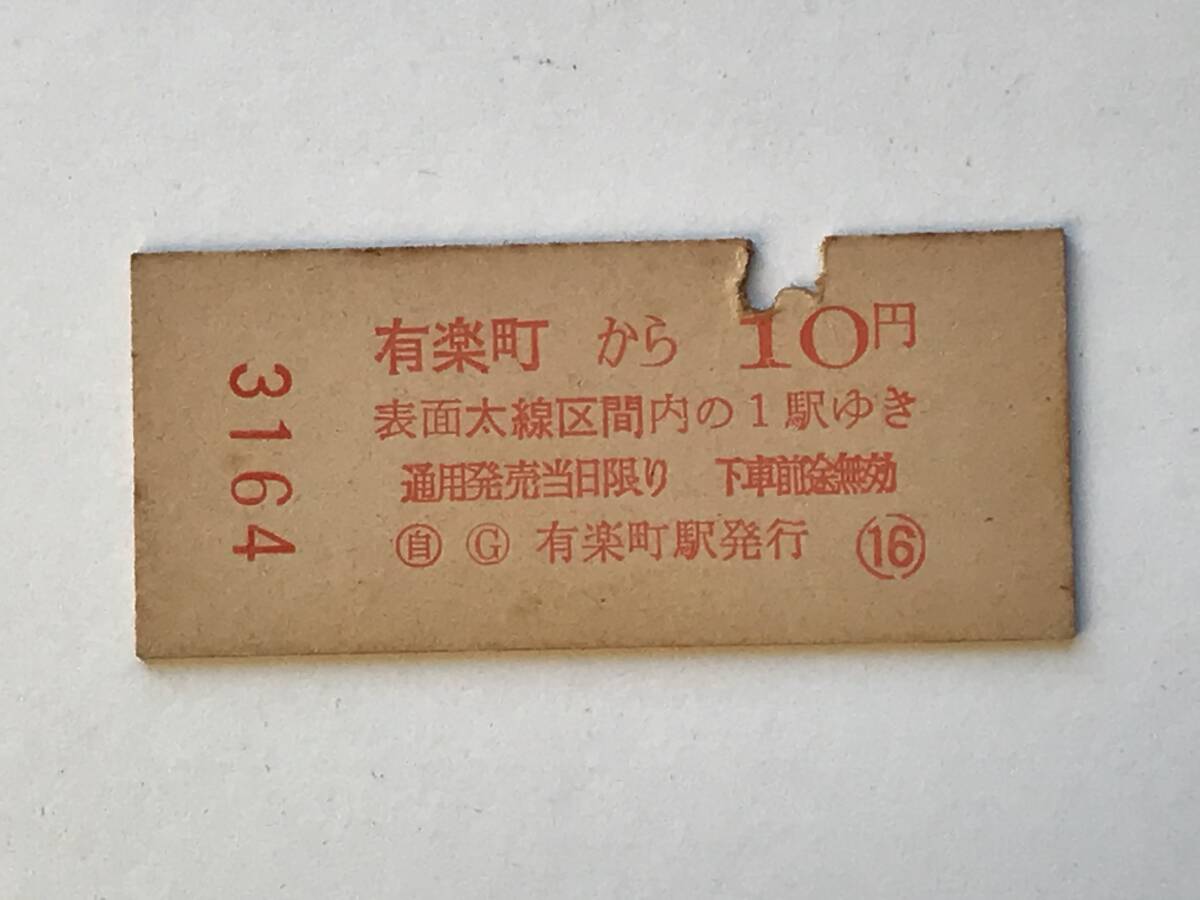 有楽町 から 10円
表面太線区間内の1駅ゆき
通用発売当日限り 下車前途無効
㊀自 Ⓖ 有楽町駅発行 ⑯
3164